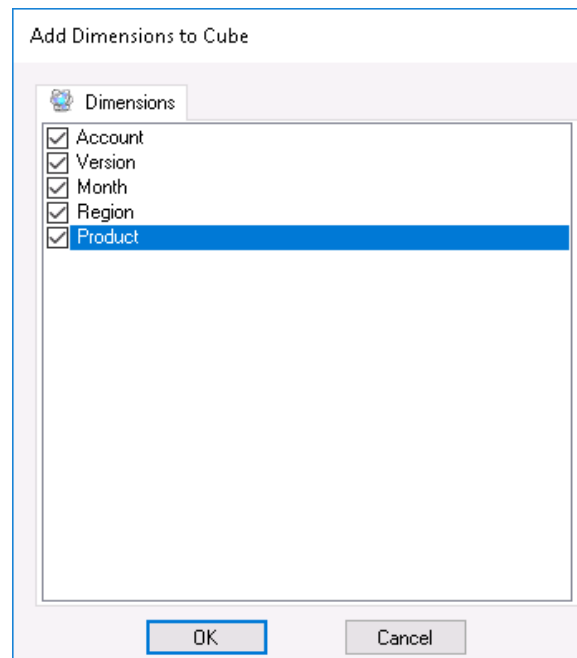 Add Dimensions to Cube
Dimensions
Account
Version
Month
Region
Product
OK
Cancel